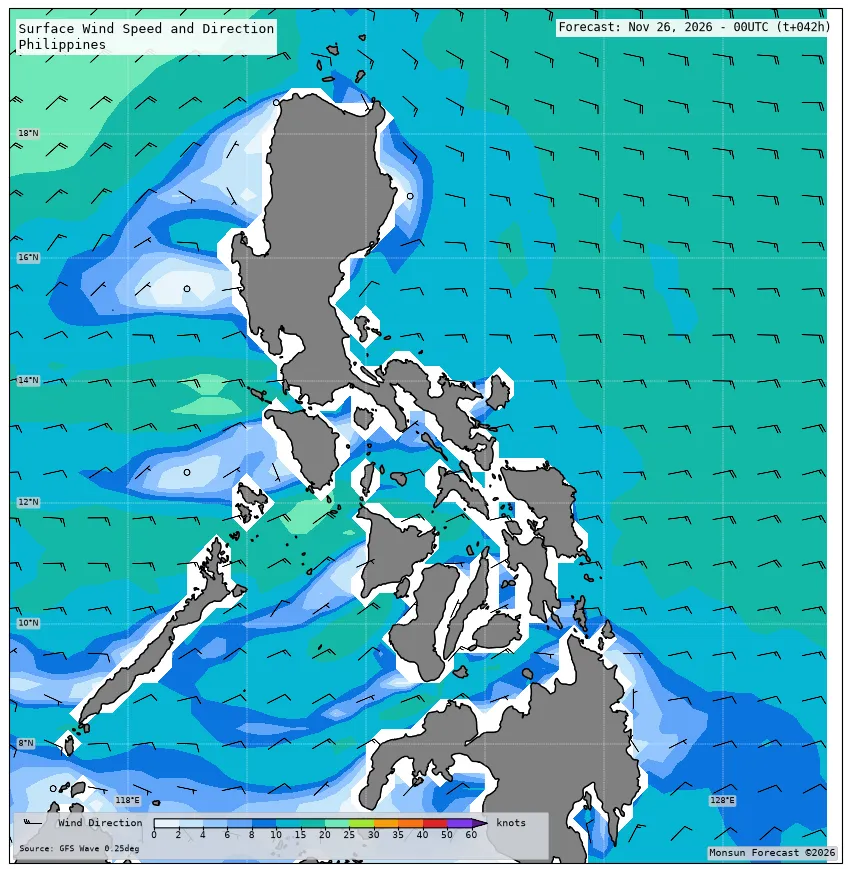 Surface Wind Speed and Direction
Philippines
Forecast: Nov 26, 2026 - 00UTC (t+042h)
18°N
16°N
14°N
12°N
10°N
8°N
118°E
128°E
Wind Direction
knots
0 2 4 6 8 10 15 20 25 30 35 40 50 60
Source: GFS Wave 0.25deg
Monsun Forecast ©2026